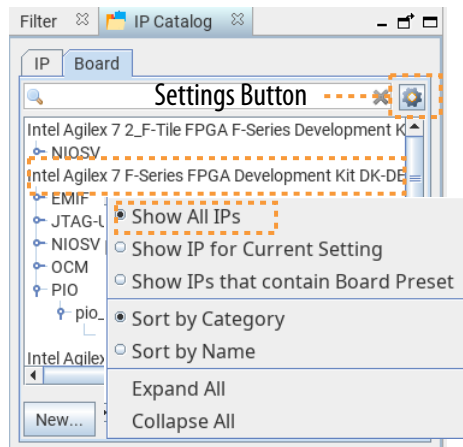 Filter IP Catalog
IP Board
Settings Button
Intel Agilex 7 2_F-Tile FPGA F-Series Development K
NIOSV
Intel Agilex 7 F-Series FPGA Development Kit DK-DE
EMIF
JTAG-U
NIOSV
OCM
PIO
pio_
Intel Agilex
Show All IPs
Show IP for Current Setting
Show IPs that contain Board Preset
Sort by Category
Sort by Name
Expand All
Collapse All
New...